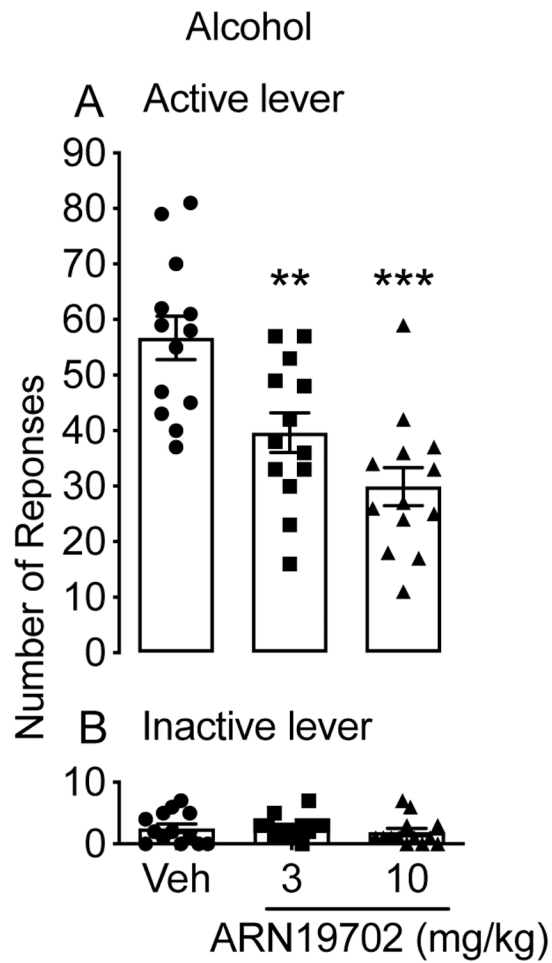 Alcohol
A Active lever
90
80
70
60
50
40
30
20
10
0
** ***
Number of Reponses
B Inactive lever
10
0
Veh 3 10
ARN19702 (mg/kg)